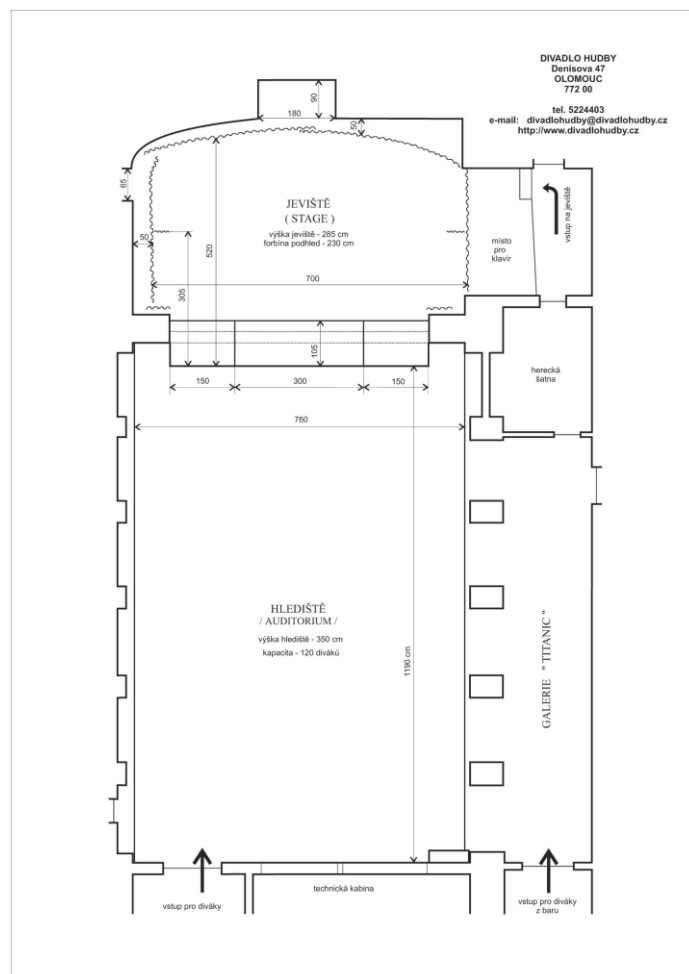 DIVADLO HUDBY
Denisova 47
OLOMOUC
772 00
tel. 5224403
e-mail: divadlohudby@divadlohudby.cz
http://www.divadlohudby.cz
90
180
50
65
JEVIŠTĚ
( STAGE )
výška jeviště - 285 cm
forbína podhled - 230 cm
místo
pro
klavír
vstup na jeviště
50
520
305
700
105
150
300
150
herecká
šatna
760
HLEDIŠTĚ
/ AUDITORIUM /
výška hlediště - 350 cm
kapacita - 120 diváků
1190 cm
GALERIE " TITANIC "
technická kabina
vstup pro diváky
vstup pro diváky
z baru